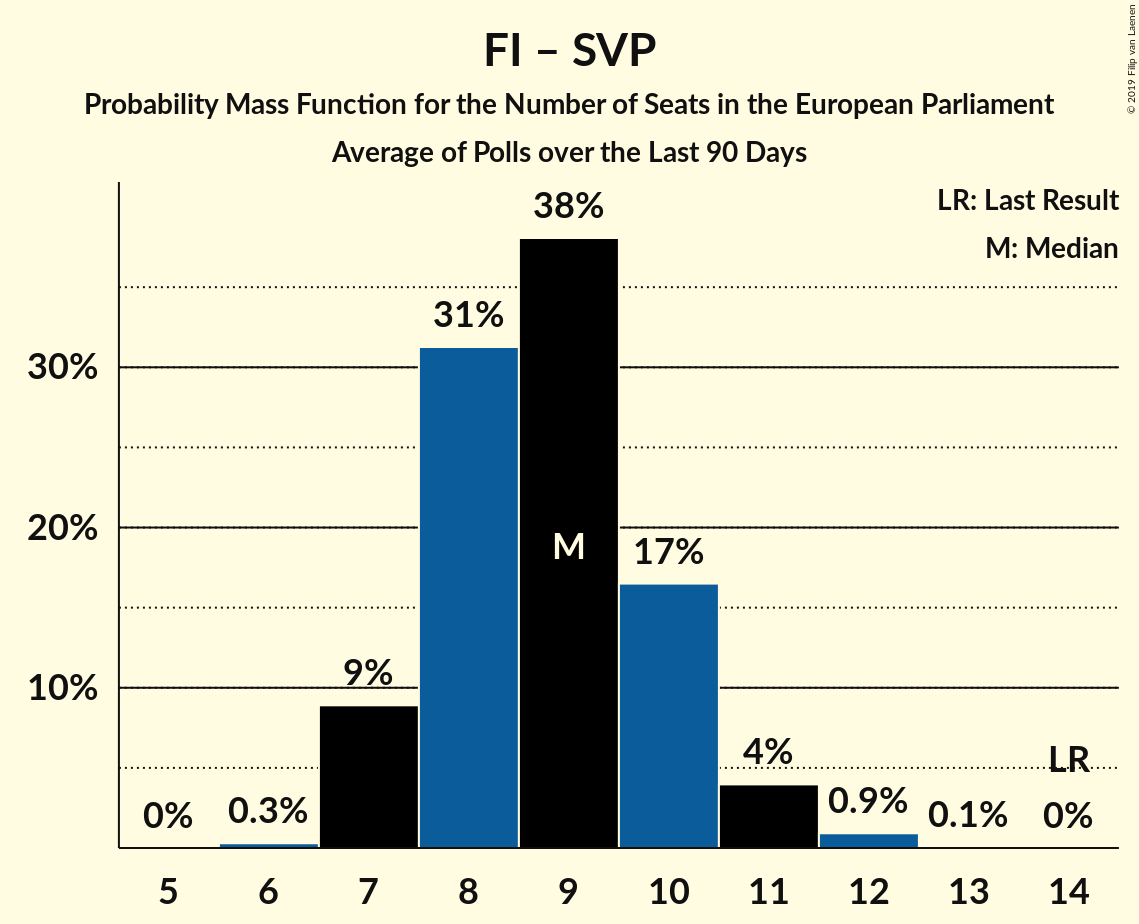 FI – SVP
Probability Mass Function for the Number of Seats in the European Parliament
Average of Polls over the Last 90 Days
© 2019 Filip van Laenen
LR: Last Result
M: Median
38%
31%
30%
20%
M
17%
9%
10%
4%
LR
0%
0.3%
0.9%
0.1%
0%
5 6 7 8 9 10 11 12 13 14